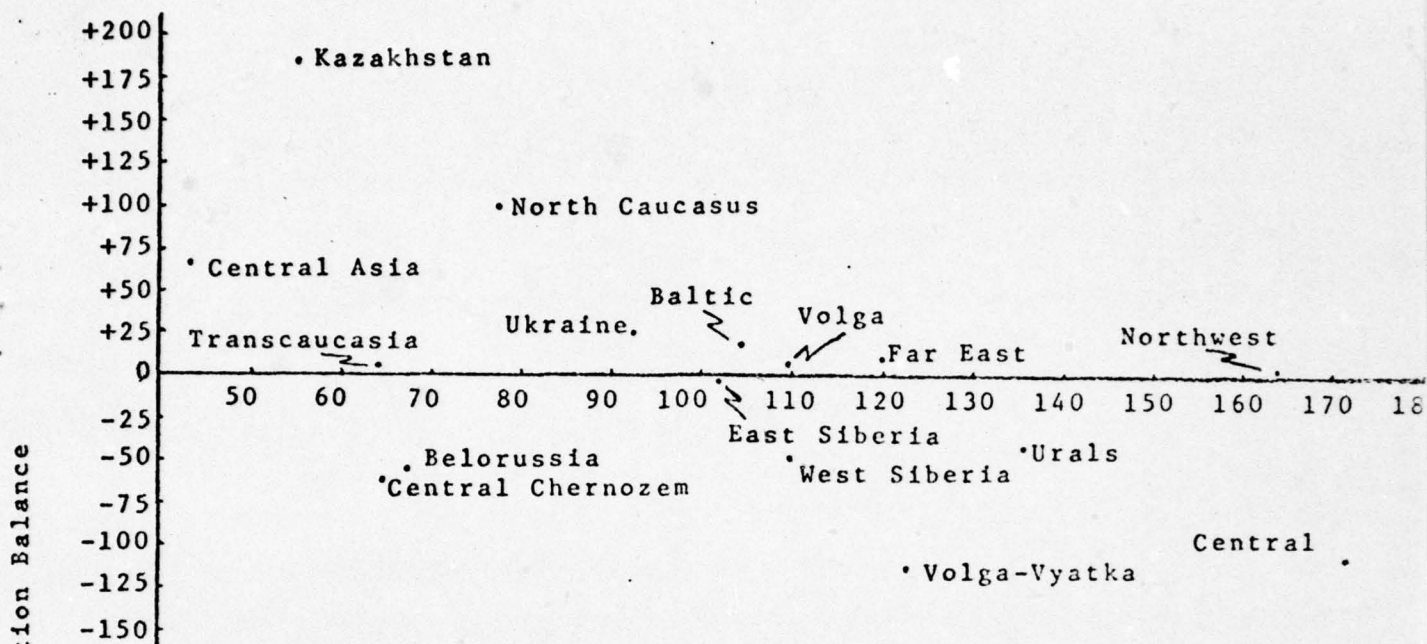 +200
Kazakhstan
+175
+150
+125
+100
North Caucasus
+75
Central Asia
+50
Baltic
Volga
Ukraine
+25
Transcaucasia
Northwest
Far East
0
50 60 70 80 90 100 110 120 130 140 150 160 170 18
-25
East Siberia
Urals
-50
Belorussia
West Siberia
Central Chernozem
-75
-100
Central
Volga-Vyatka
-125
-150
tion Balance